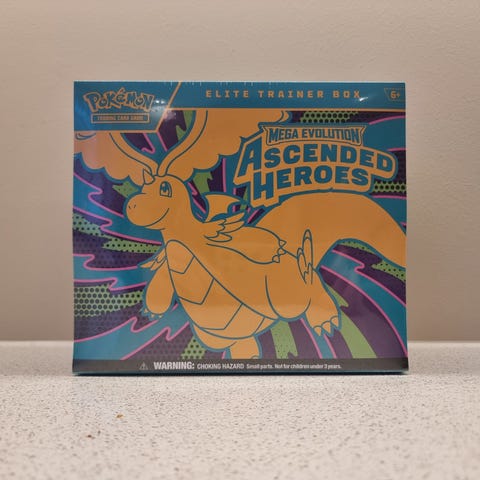 Pokémon
TRADING CARD GAME
ELITE TRAINER BOX
6+
MEGA EVOLUTION
ASCENDED
HEROES
WARNING: CHOKING HAZARD Small parts. Not for children under 3 years.